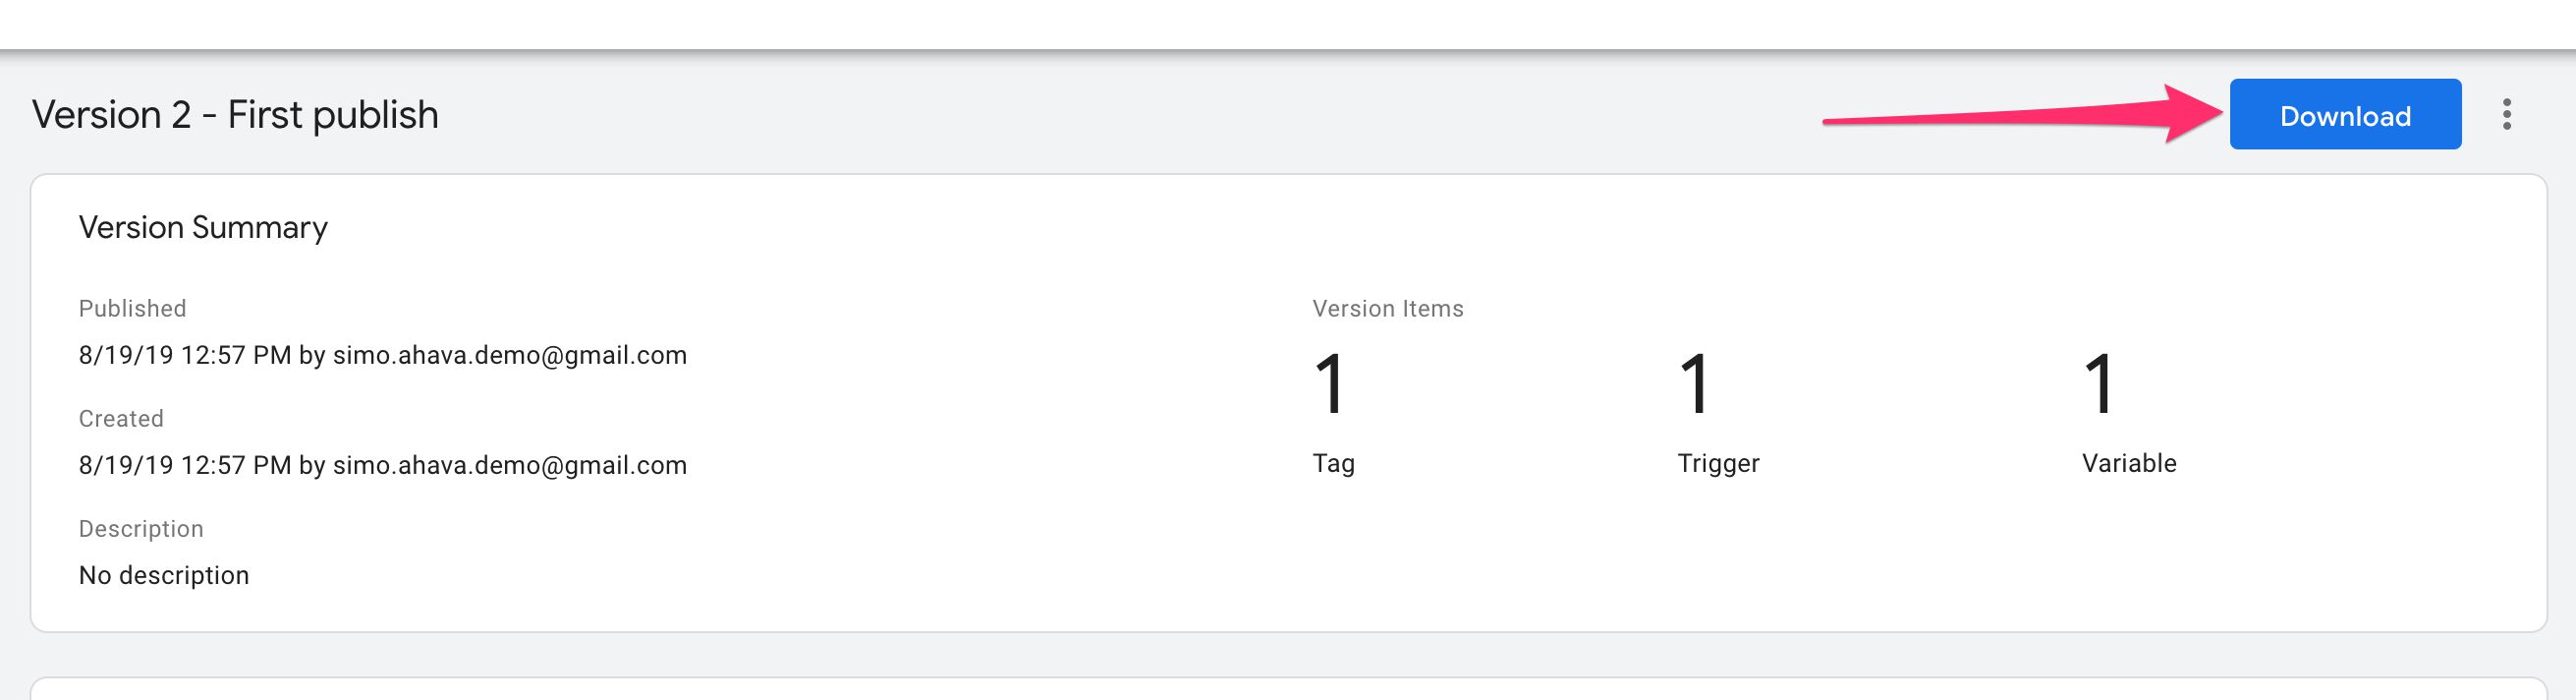 Version 2 - First publish
Download
Version Summary
Published
8/19/19 12:57 PM by simo.ahava.demo@gmail.com
Created
8/19/19 12:57 PM by simo.ahava.demo@gmail.com
Description
No description
Version Items
1 1 1
Tag Trigger Variable